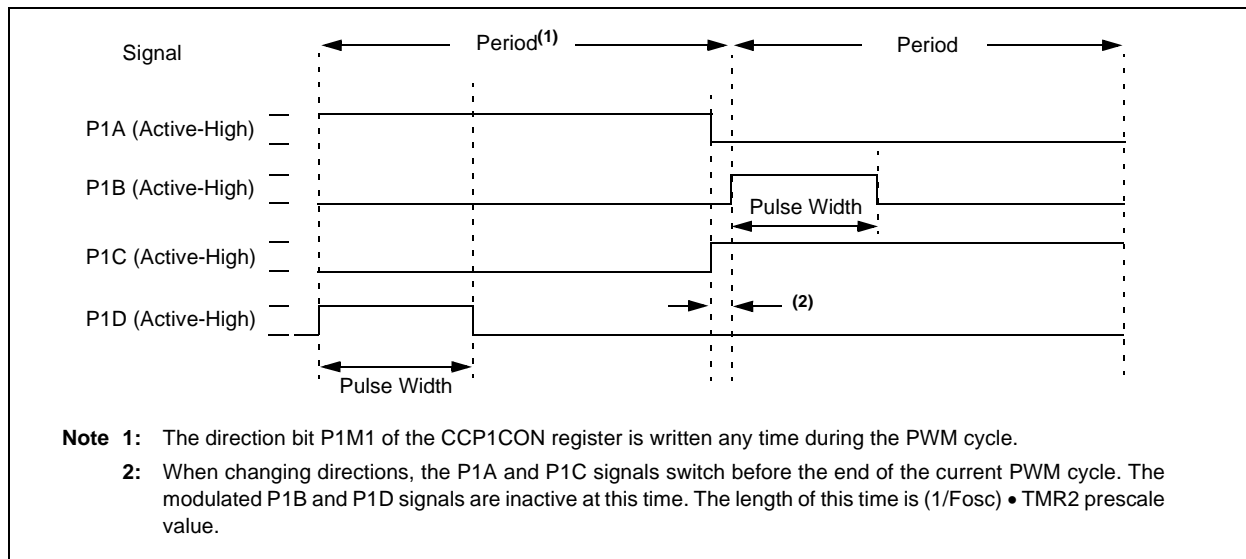 Signal
Period(1)
Period
P1A (Active-High)
P1B (Active-High)
Pulse Width
P1C (Active-High)
(2)
P1D (Active-High)
Pulse Width
Note 1: The direction bit P1M1 of the CCP1CON register is written any time during the PWM cycle.
2: When changing directions, the P1A and P1C signals switch before the end of the current PWM cycle. The
modulated P1B and P1D signals are inactive at this time. The length of this time is (1/Fosc) • TMR2 prescale
value.